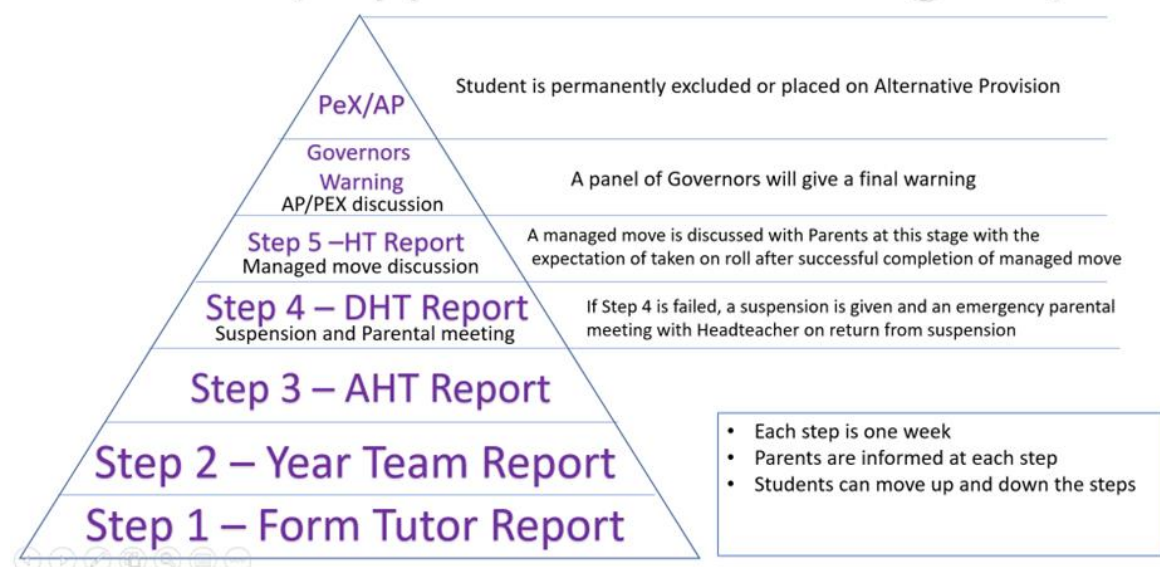 PeX/AP
Student is permanently excluded or placed on Alternative Provision
Governors
Warning
AP/PEX discussion
A panel of Governors will give a final warning
Step 5 –HT Report
Managed move discussion
A managed move is discussed with Parents at this stage with the
expectation of taken on roll after successful completion of managed move
Step 4 – DHT Report
Suspension and Parental meeting
If Step 4 is failed, a suspension is given and an emergency parental
meeting with Headteacher on return from suspension
Step 3 – AHT Report
Step 2 – Year Team Report
Step 1 – Form Tutor Report
• Each step is one week
• Parents are informed at each step
• Students can move up and down the steps